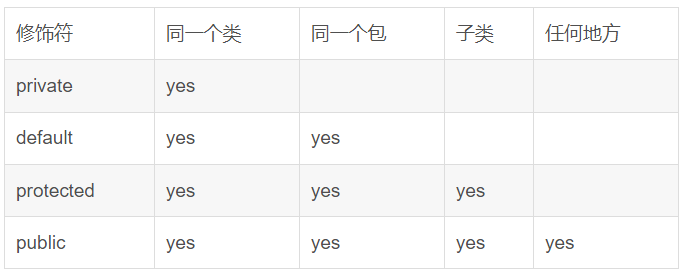 修饰符 同一个类 同一个包 子类 任何地方
private yes
default yes yes
protected yes yes yes
public yes yes yes yes